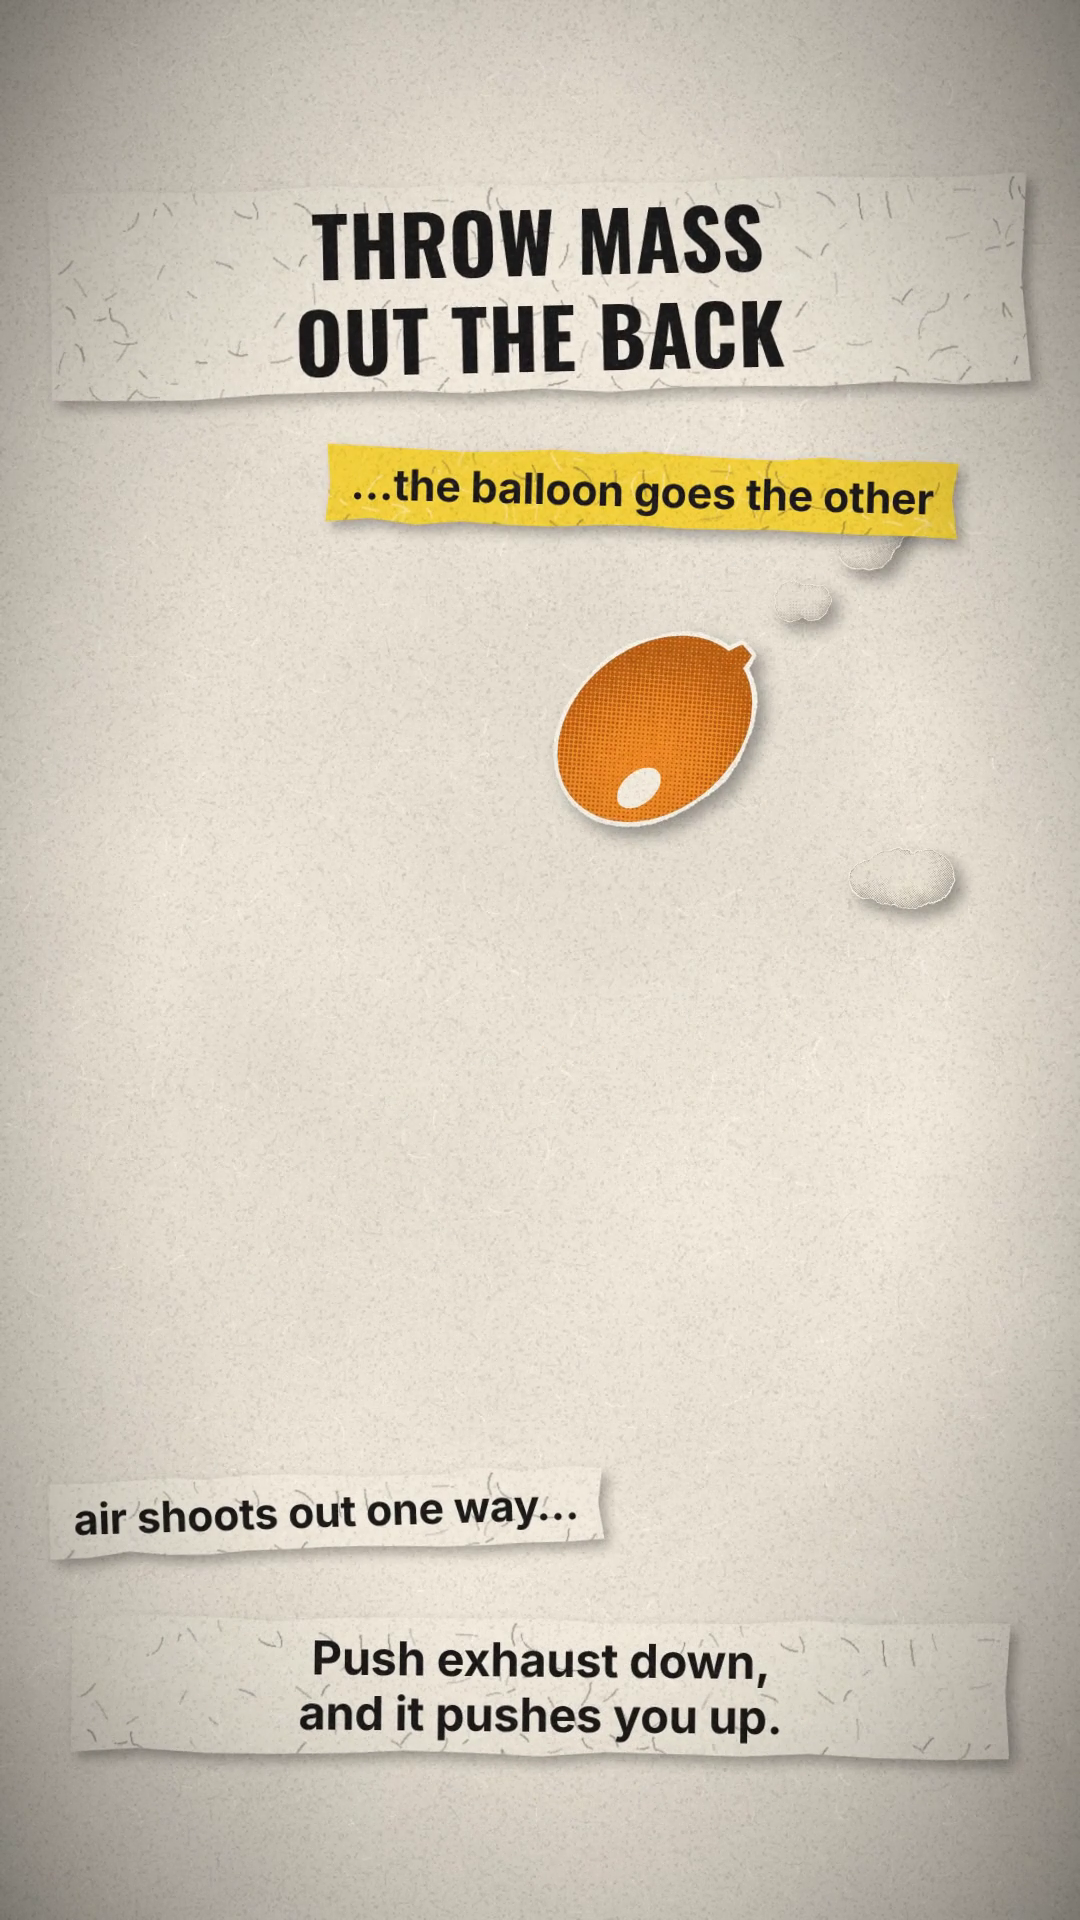 THROW MASS
OUT THE BACK
...the balloon goes the other
air shoots out one way...
Push exhaust down,
and it pushes you up.